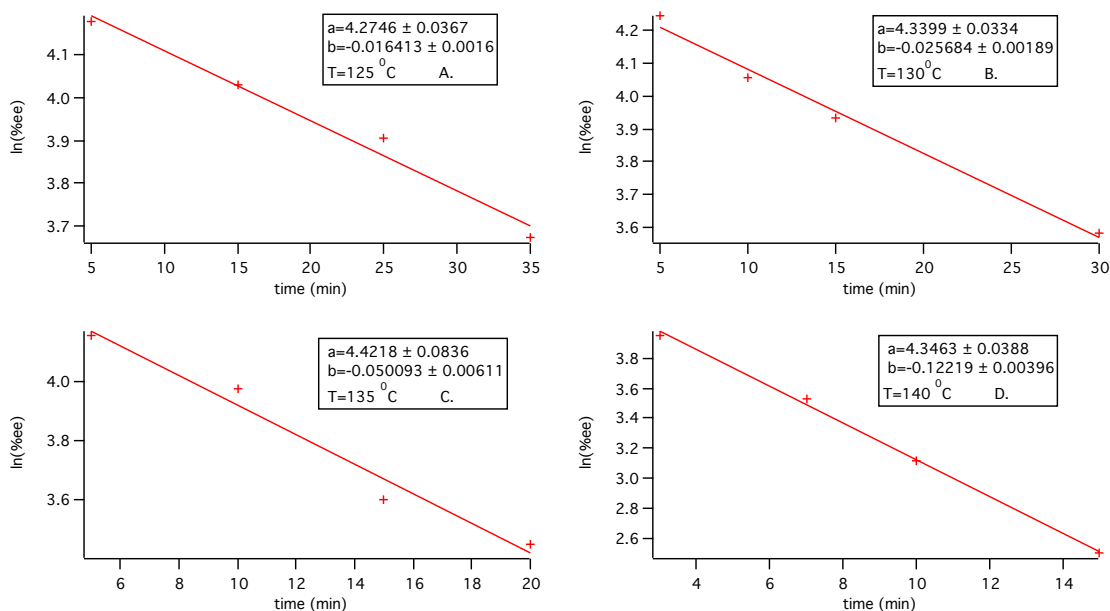 4.1
4.0
3.9
3.8
3.7
ln(%ee)
a=4.2746 ± 0.0367
b=-0.016413 ± 0.0016
T=125 ⁰C A.
5 10 15 20 25 30 35
time (min)
4.2
4.1
4.0
3.9
3.8
3.7
3.6
ln(%ee)
a=4.3399 ± 0.0334
b=-0.025684 ± 0.00189
T=130⁰C B.
5 10 15 20 25 30
time (min)
4.0
3.8
3.6
ln(%ee)
a=4.4218 ± 0.0836
b=-0.050093 ± 0.00611
T=135 ⁰C C.
6 8 10 12 14 16 18 20
time (min)
3.8
3.6
3.4
3.2
3.0
2.8
2.6
ln(%ee)
a=4.3463 ± 0.0388
b=-0.12219 ± 0.00396
T=140 ⁰C D.
4 6 8 10 12 14
time (min)